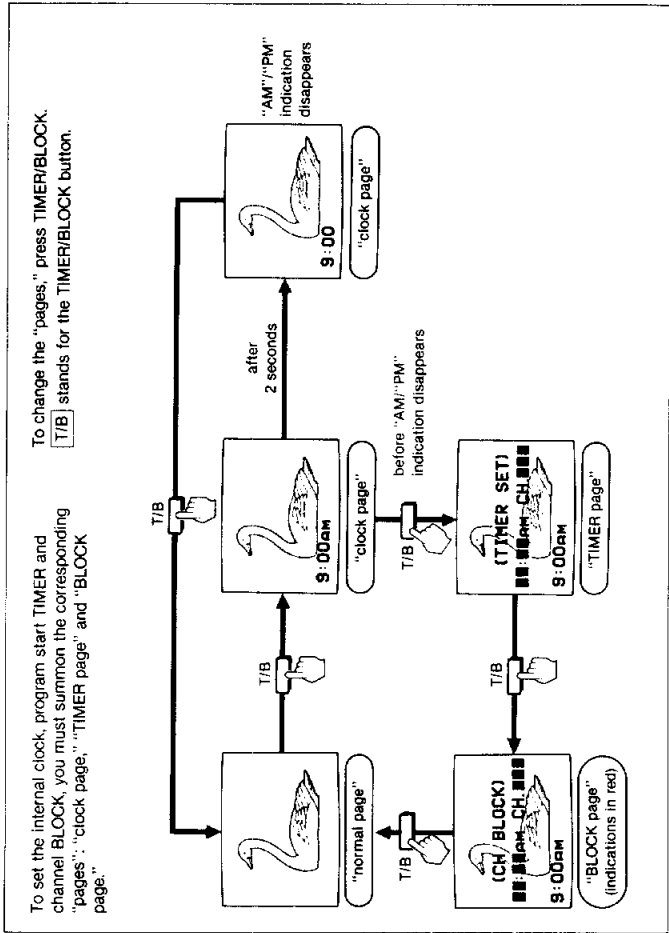 To set the internal clock, program start TIMER and
channel BLOCK, you must summon the corresponding
"pages": "clock page," "TIMER page" and "BLOCK
page."
To change the "pages," press TIMER/BLOCK.
T/B stands for the TIMER/BLOCK button.
T/B
"normal page"
T/B
9:00AM
"clock page"
after
2 seconds
9:00
"clock page"
"AM"/"PM"
indication
disappears
T/B
before "AM/"PM"
indication disappears
T/B
(CH BLOCK)
AM CH
9:00AM
"BLOCK page"
(indications in red)
T/B
(TIMER SET)
AM CH
9:00AM
"TIMER page"